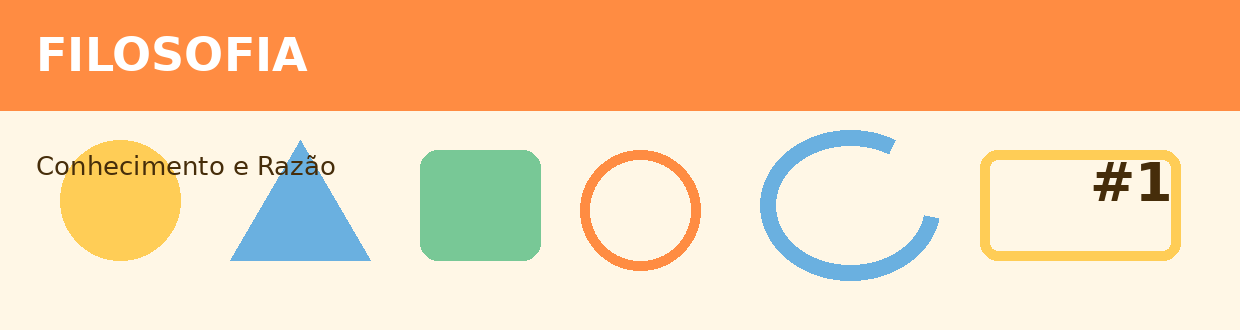 FILOSOFIA
Conhecimento e Razão
#1